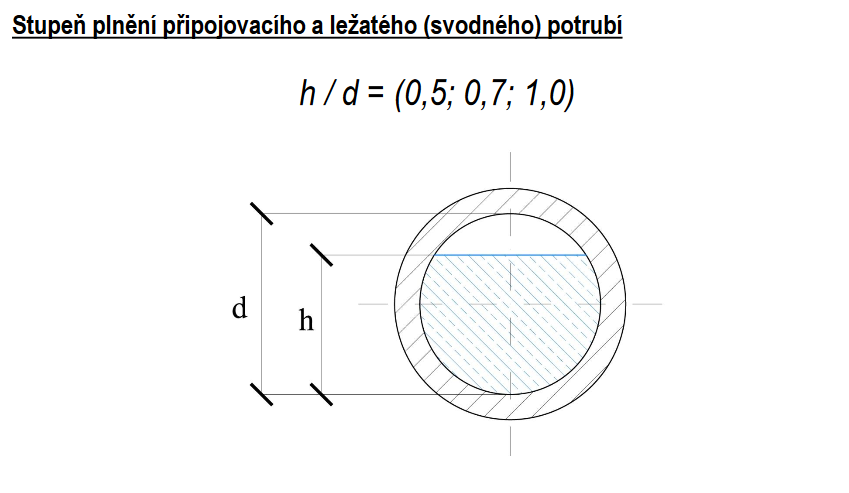 Stupeň plnění připojovacího a ležatého (svodného) potrubí
h / d = (0,5; 0,7; 1,0)
d
h